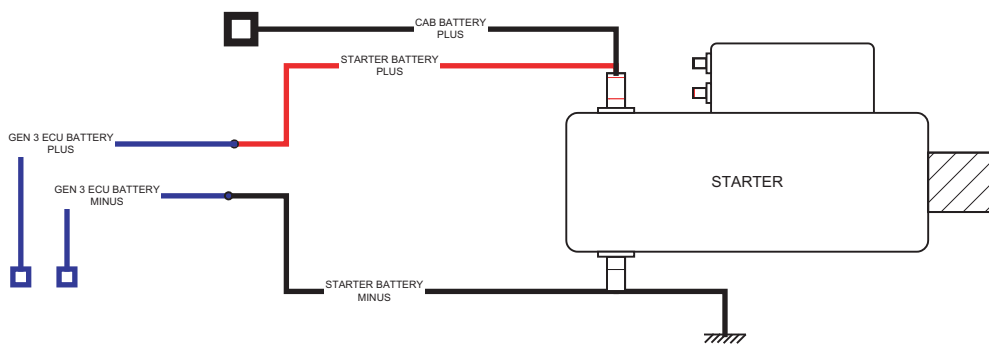 CAB BATTERY
PLUS
STARTER BATTERY
PLUS
GEN 3 ECU BATTERY
PLUS
GEN 3 ECU BATTERY
MINUS
STARTER
STARTER BATTERY
MINUS